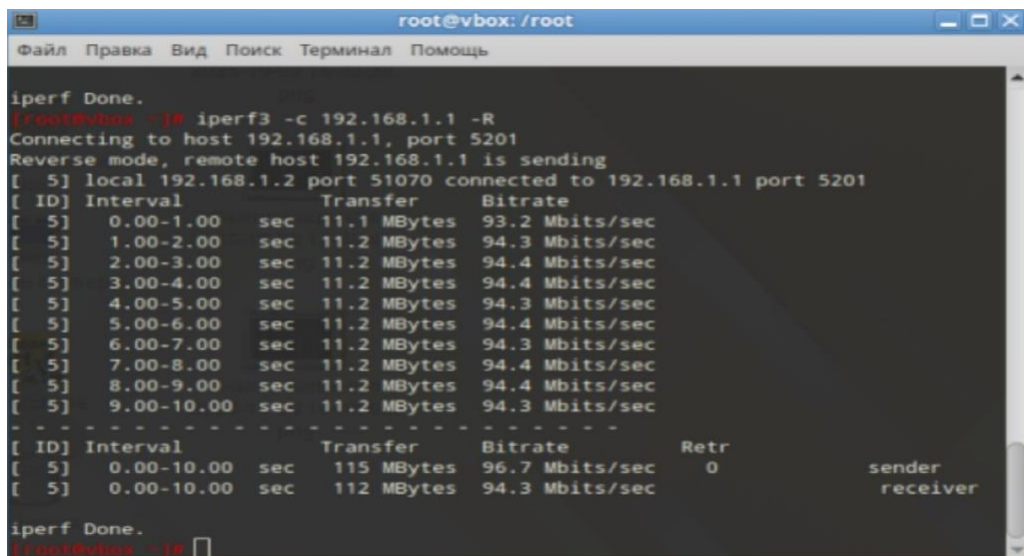 root@vbox: /root
Файл Правка Вид Поиск Терминал Помощь
iperf Done.
[root@vbox ~]# iperf3 -c 192.168.1.1 -R
Connecting to host 192.168.1.1, port 5201
Reverse mode, remote host 192.168.1.1 is sending
[  5] local 192.168.1.2 port 51070 connected to 192.168.1.1 port 5201
[ ID] Interval           Transfer     Bitrate
[  5]   0.00-1.00   sec  11.1 MBytes  93.2 Mbits/sec
[  5]   1.00-2.00   sec  11.2 MBytes  94.3 Mbits/sec
[  5]   2.00-3.00   sec  11.2 MBytes  94.4 Mbits/sec
[  5]   3.00-4.00   sec  11.2 MBytes  94.4 Mbits/sec
[  5]   4.00-5.00   sec  11.2 MBytes  94.3 Mbits/sec
[  5]   5.00-6.00   sec  11.2 MBytes  94.4 Mbits/sec
[  5]   6.00-7.00   sec  11.2 MBytes  94.3 Mbits/sec
[  5]   7.00-8.00   sec  11.2 MBytes  94.4 Mbits/sec
[  5]   8.00-9.00   sec  11.2 MBytes  94.4 Mbits/sec
[  5]   9.00-10.00  sec  11.2 MBytes  94.3 Mbits/sec
- - - - - - - - - - - - - - - - - - - - - - - - -
[ ID] Interval           Transfer     Bitrate         Retr
[  5]   0.00-10.00  sec   115 MBytes  96.7 Mbits/sec    0             sender
[  5]   0.00-10.00  sec   112 MBytes  94.3 Mbits/sec                  receiver
iperf Done.
[root@vbox ~]#